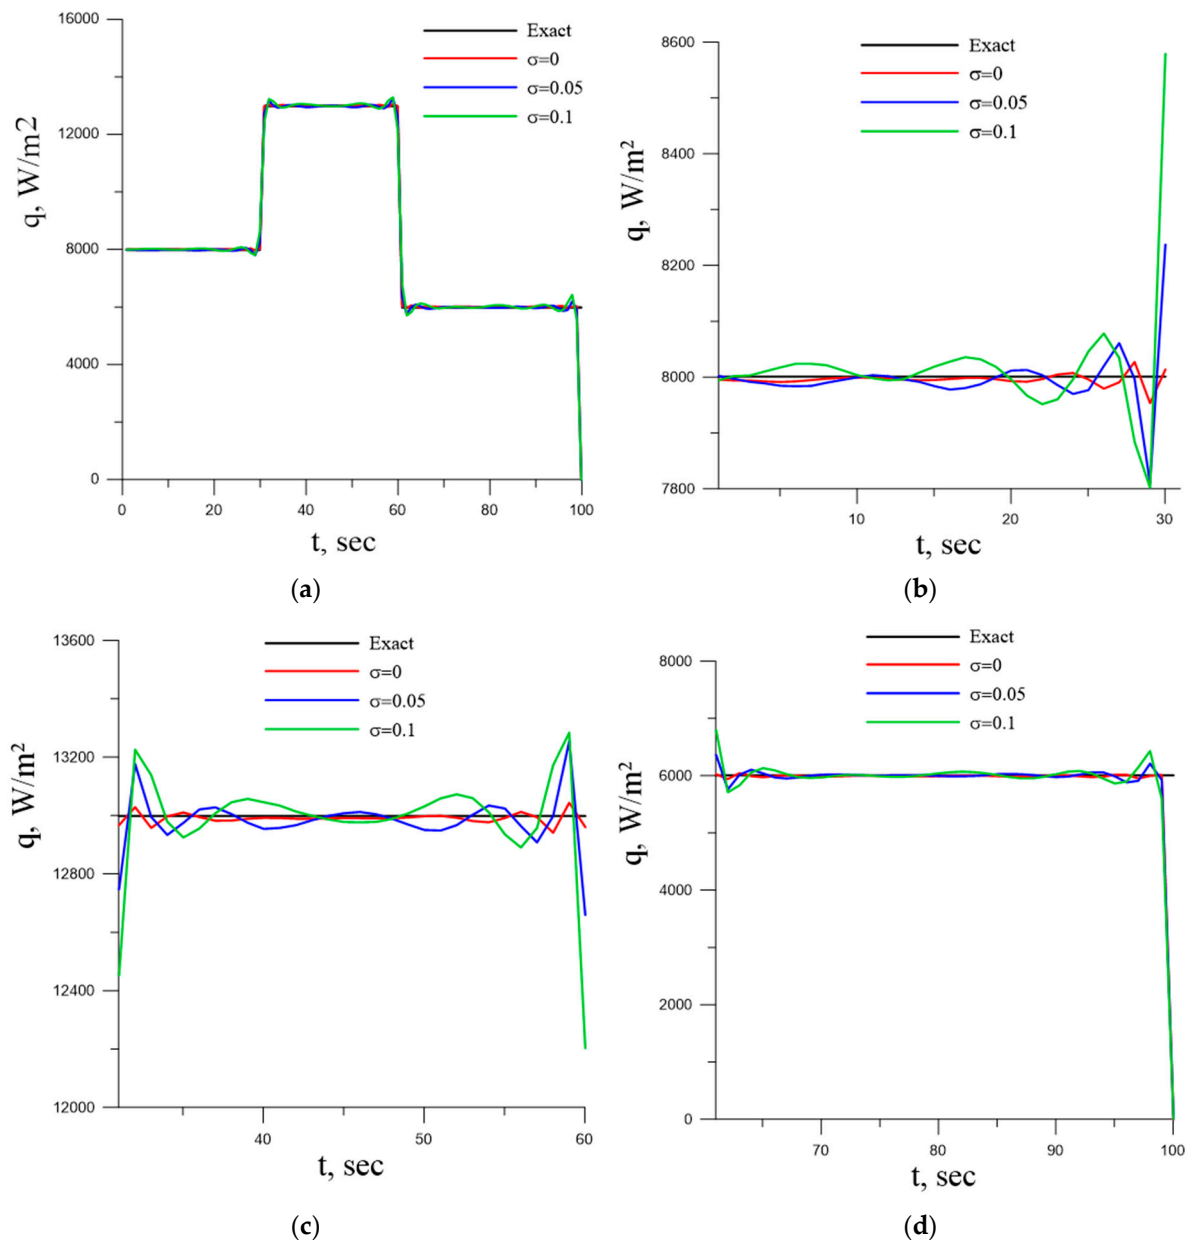 16000
12000
8000
4000
0
q, W/m2
Exact
σ=0
σ=0.05
σ=0.1
0
20
40
60
80
100
t, sec
(a)
8600
8400
8200
8000
7800
q, W/m²
Exact
σ=0
σ=0.05
σ=0.1
10
20
30
t, sec
(b)
13600
13200
12800
12400
12000
q, W/m²
Exact
σ=0
σ=0.05
σ=0.1
40
50
60
t, sec
(c)
8000
6000
4000
2000
0
q, W/m²
Exact
σ=0
σ=0.05
σ=0.1
70
80
90
100
t, sec
(d)